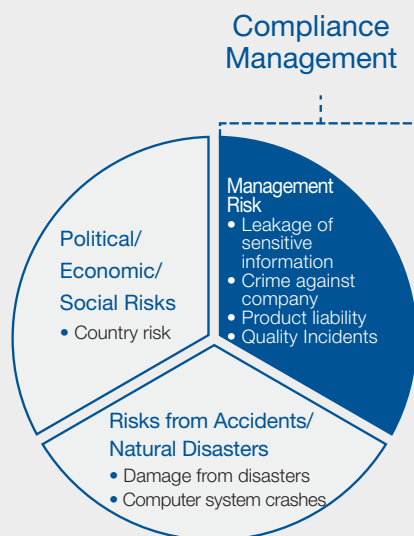 Compliance
Management
Management
Risk
• Leakage of
sensitive
information
• Crime against
company
• Product liability
• Quality Incidents
Political/
Economic/
Social Risks
• Country risk
Risks from Accidents/
Natural Disasters
• Damage from disasters
• Computer system crashes